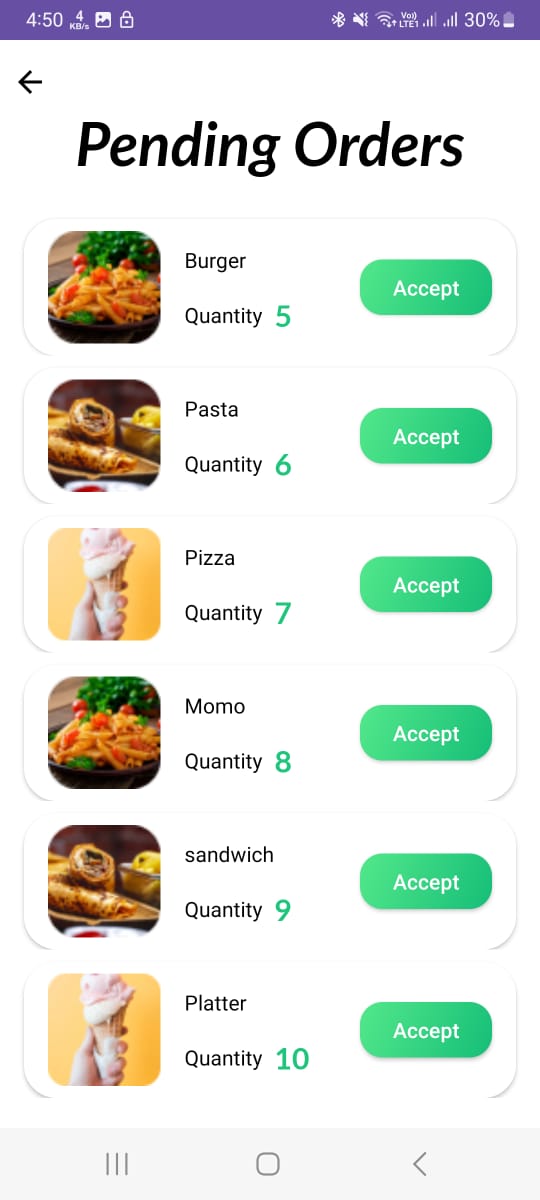 4:50 4 KB/s Vo)) LTE1 30%
Pending Orders
Burger
Quantity 5
Accept
Pasta
Quantity 6
Accept
Pizza
Quantity 7
Accept
Momo
Quantity 8
Accept
sandwich
Quantity 9
Accept
Platter
Quantity 10
Accept